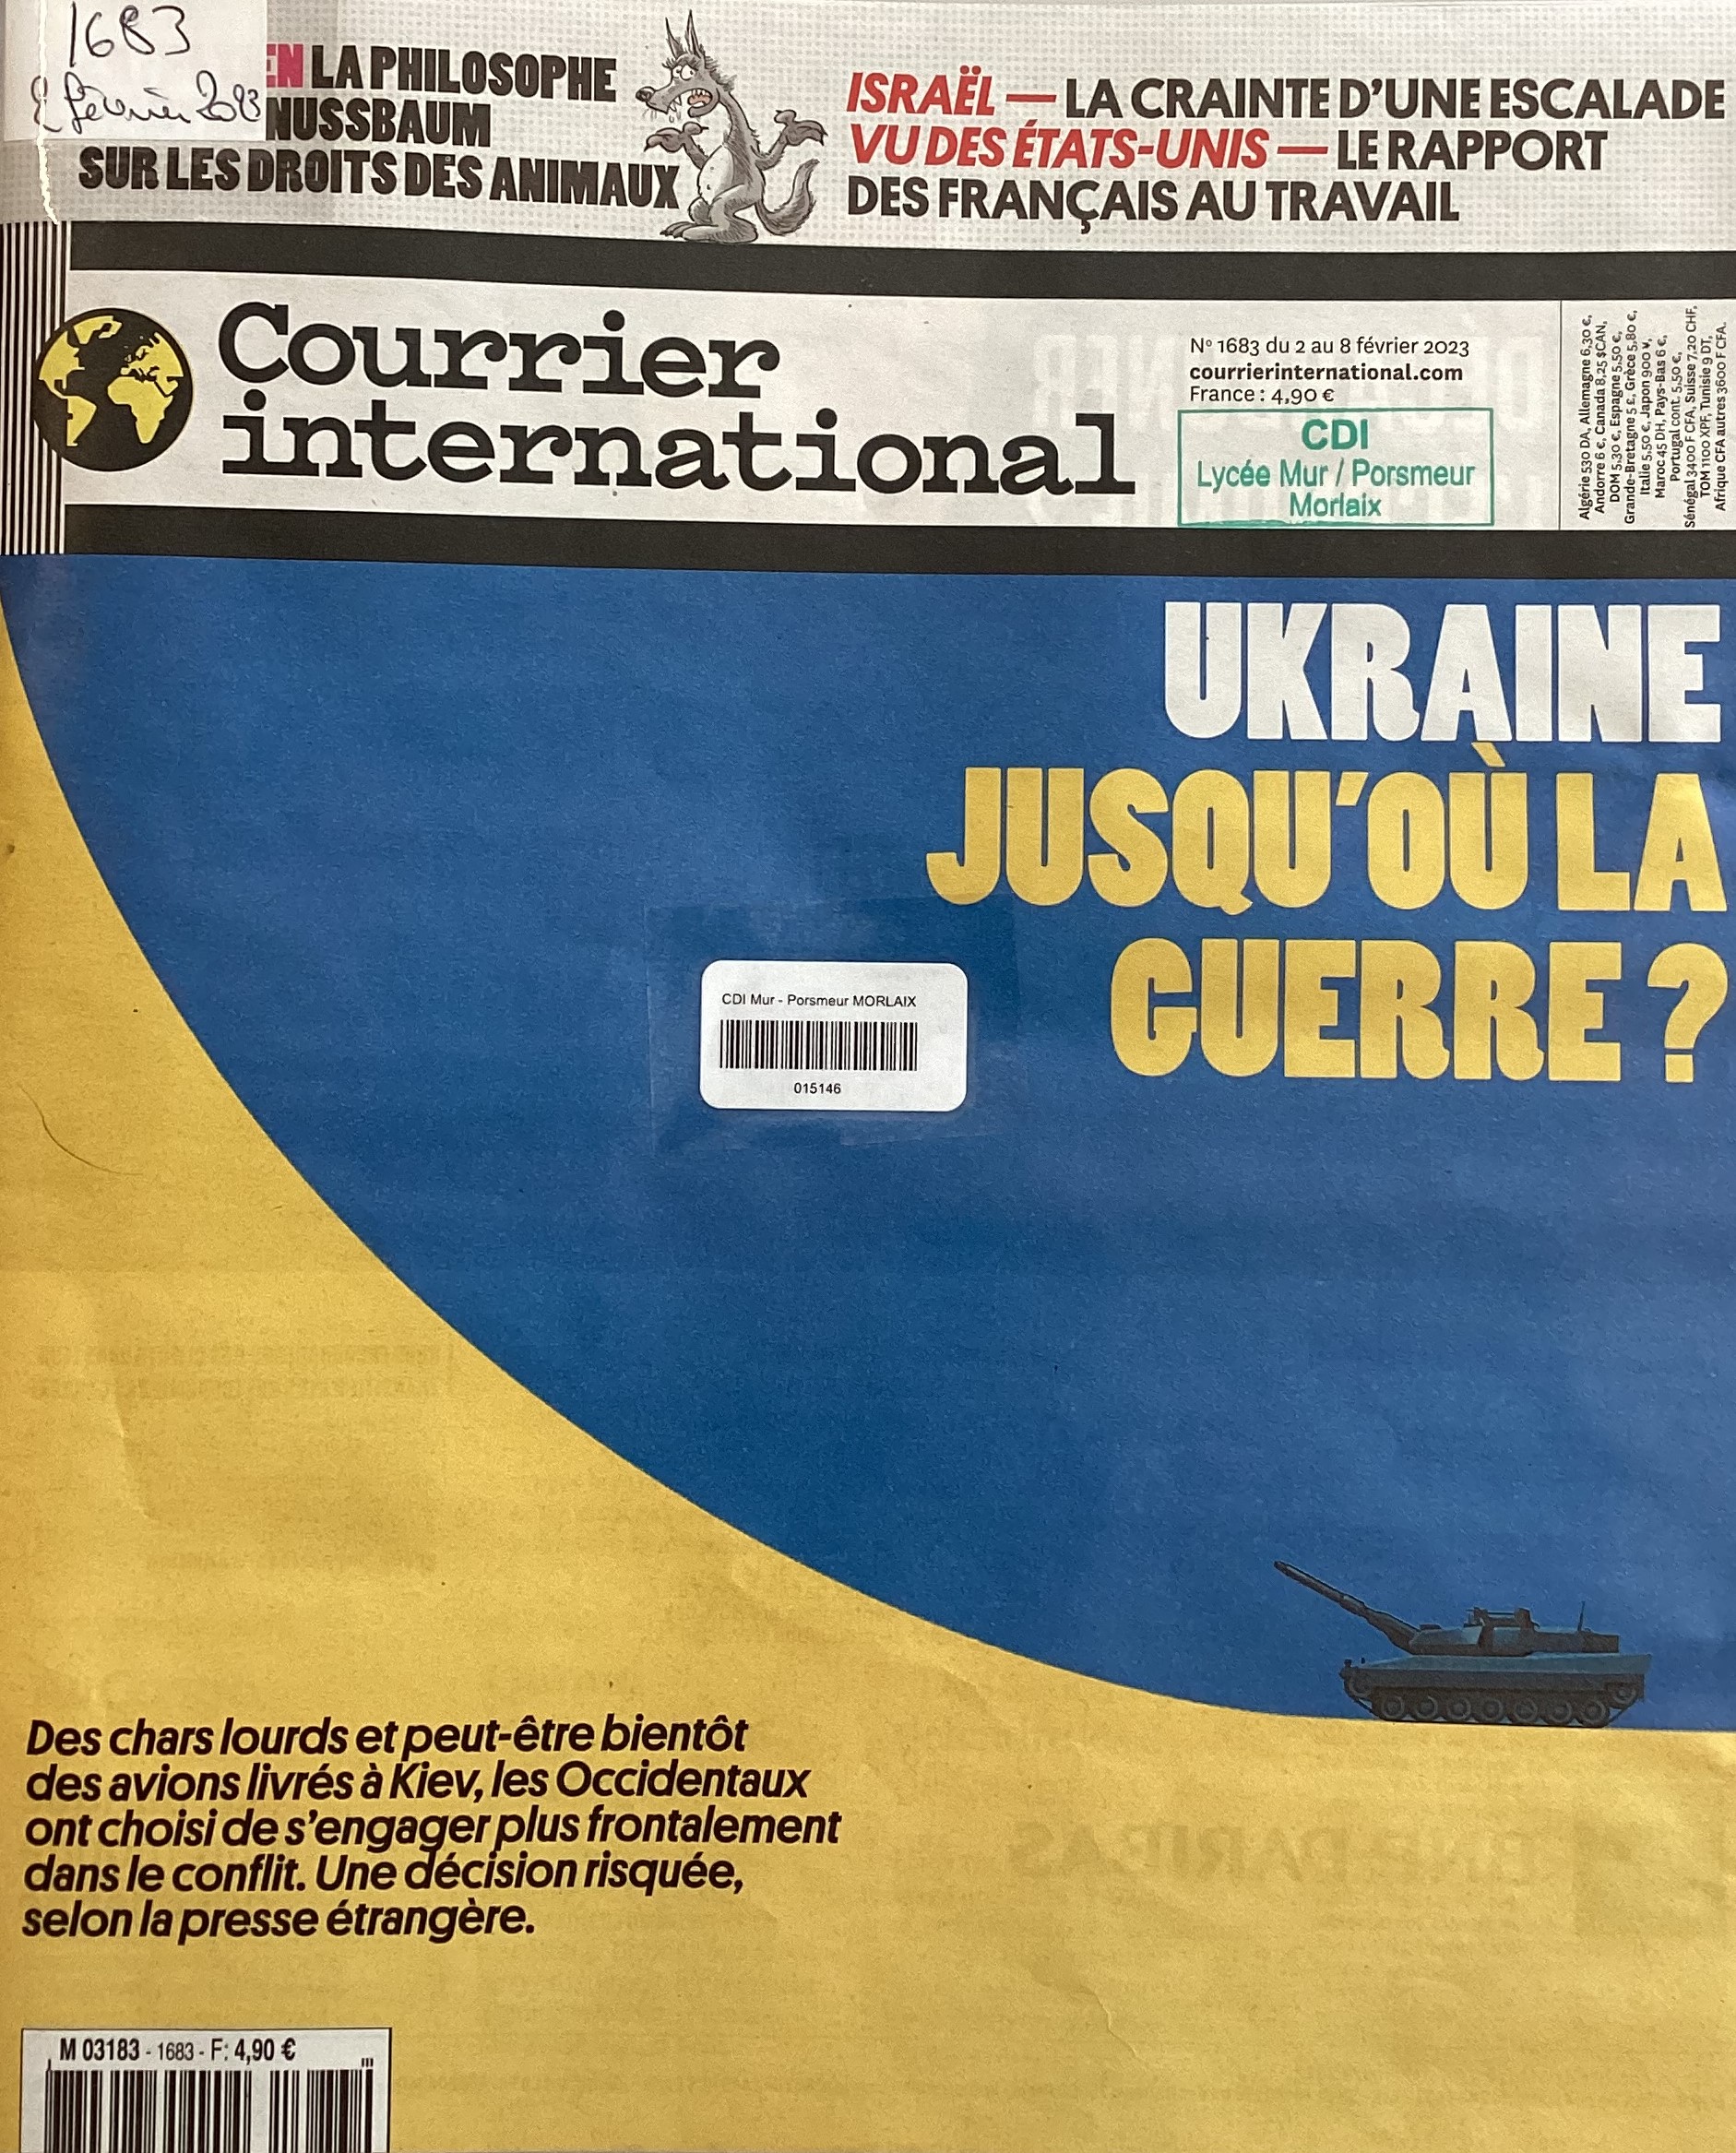 1683
2 février 2023
EN LA PHILOSOPHE
NUSSBAUM
SUR LES DROITS DES ANIMAUX
ISRAËL — LA CRAINTE D'UNE ESCALADE
VU DES ÉTATS-UNIS — LE RAPPORT
DES FRANÇAIS AU TRAVAIL
Courrier
international
N° 1683 du 2 au 8 février 2023
courrierinternational.com
France : 4,90 €
CDI
Lycée Mur / Porsmeur
Morlaix
Algérie 530 DA, Allemagne 6,30 €,
Andorre 6 €, Canada 8,25 $CAN,
DOM 5,30 €, Espagne 5,50 €,
Grande-Bretagne 5 £, Grèce 5,80 €,
Italie 5,50 €, Japon 900 ¥,
Maroc 45 DH, Pays-Bas 6 €,
Portugal cont. 5,50 €,
Sénégal 3400 F CFA, Suisse 7,20 CHF,
TOM 1100 XPF, Tunisie 9 DT,
Afrique CFA autres 3600 F CFA.
UKRAINE
JUSQU'OÙ LA
GUERRE ?
CDI Mur - Porsmeur MORLAIX
015146
Des chars lourds et peut-être bientôt
des avions livrés à Kiev, les Occidentaux
ont choisi de s'engager plus frontalement
dans le conflit. Une décision risquée,
selon la presse étrangère.
M 03183 - 1683 - F: 4,90 €